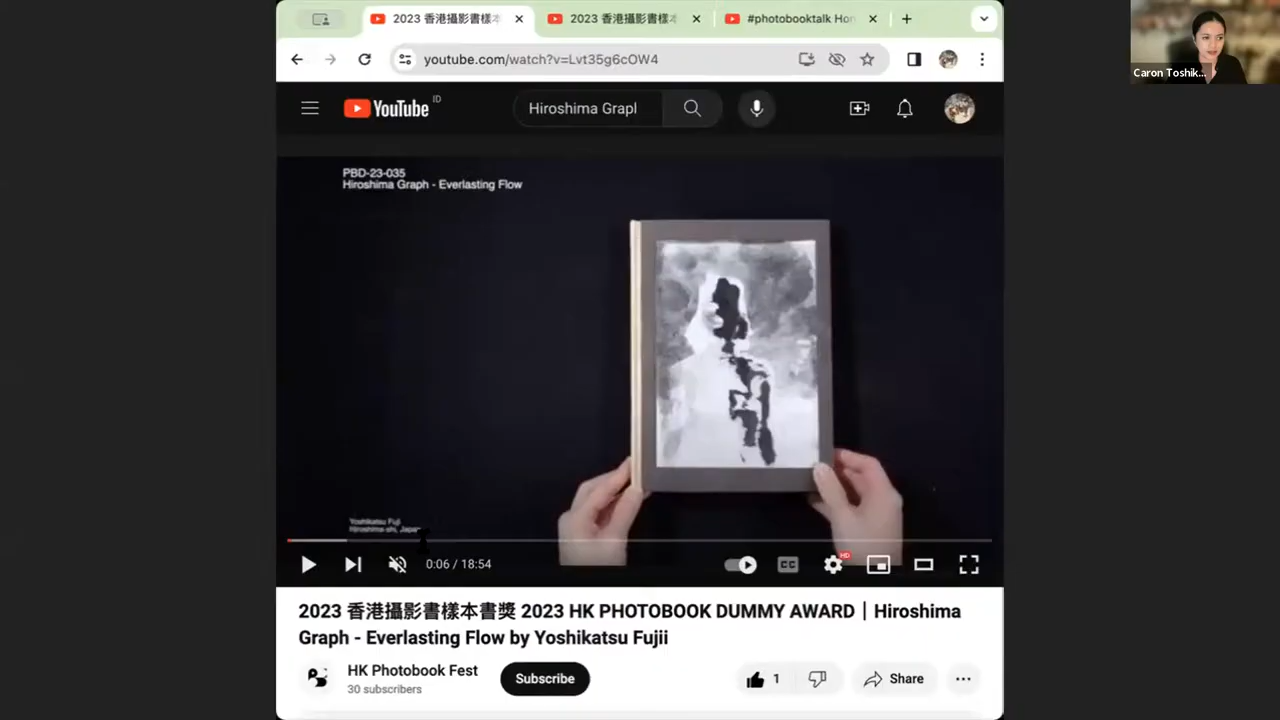 2023 香港攝影書樣本
2023 香港攝影書樣本
#photobooktalk Hon
youtube.com/watch?v=Lvt35g6cOW4
YouTube ID
Hiroshima Grapl
PBD-23-035
Hiroshima Graph - Everlasting Flow
Yoshikatsu Fuji
Hiroshima-shi, Japan
0:06 / 18:54
CC
HD
2023 香港攝影書樣本書獎 2023 HK PHOTOBOOK DUMMY AWARD｜Hiroshima
Graph - Everlasting Flow by Yoshikatsu Fujii
HK Photobook Fest
30 subscribers
Subscribe
1
Share
Caron Toshik...